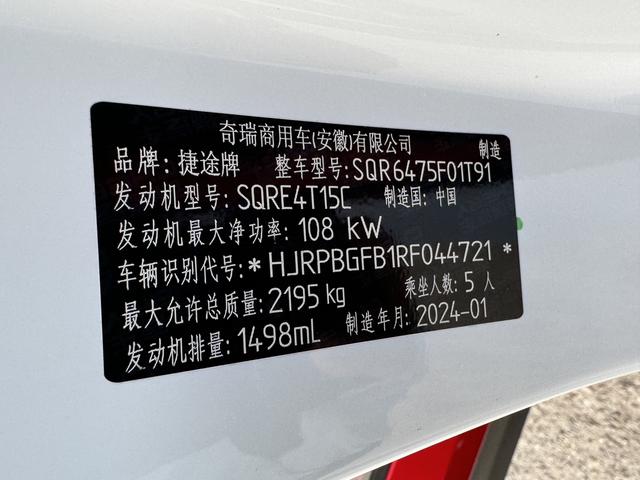 奇瑞商用车(安徽)有限公司 制造
品牌: 捷途牌 整车型号: SQR6475F01T91
发动机型号: SQRE4T15C 制造国: 中国
发动机最大净功率: 108 kW
车辆识别代号: *HJRPBGFB1RF044721*
最大允许总质量: 2195 kg 乘坐人数: 5 人
发动机排量: 1498mL 制造年月: 2024-01